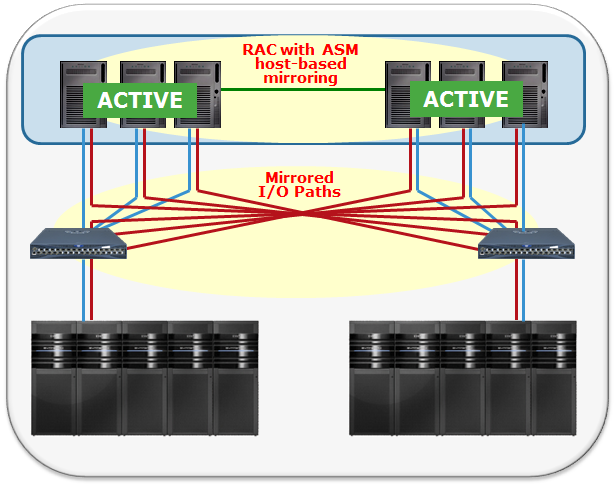 RAC with ASM
host-based
mirroring
ACTIVE
ACTIVE
Mirrored
I/O Paths